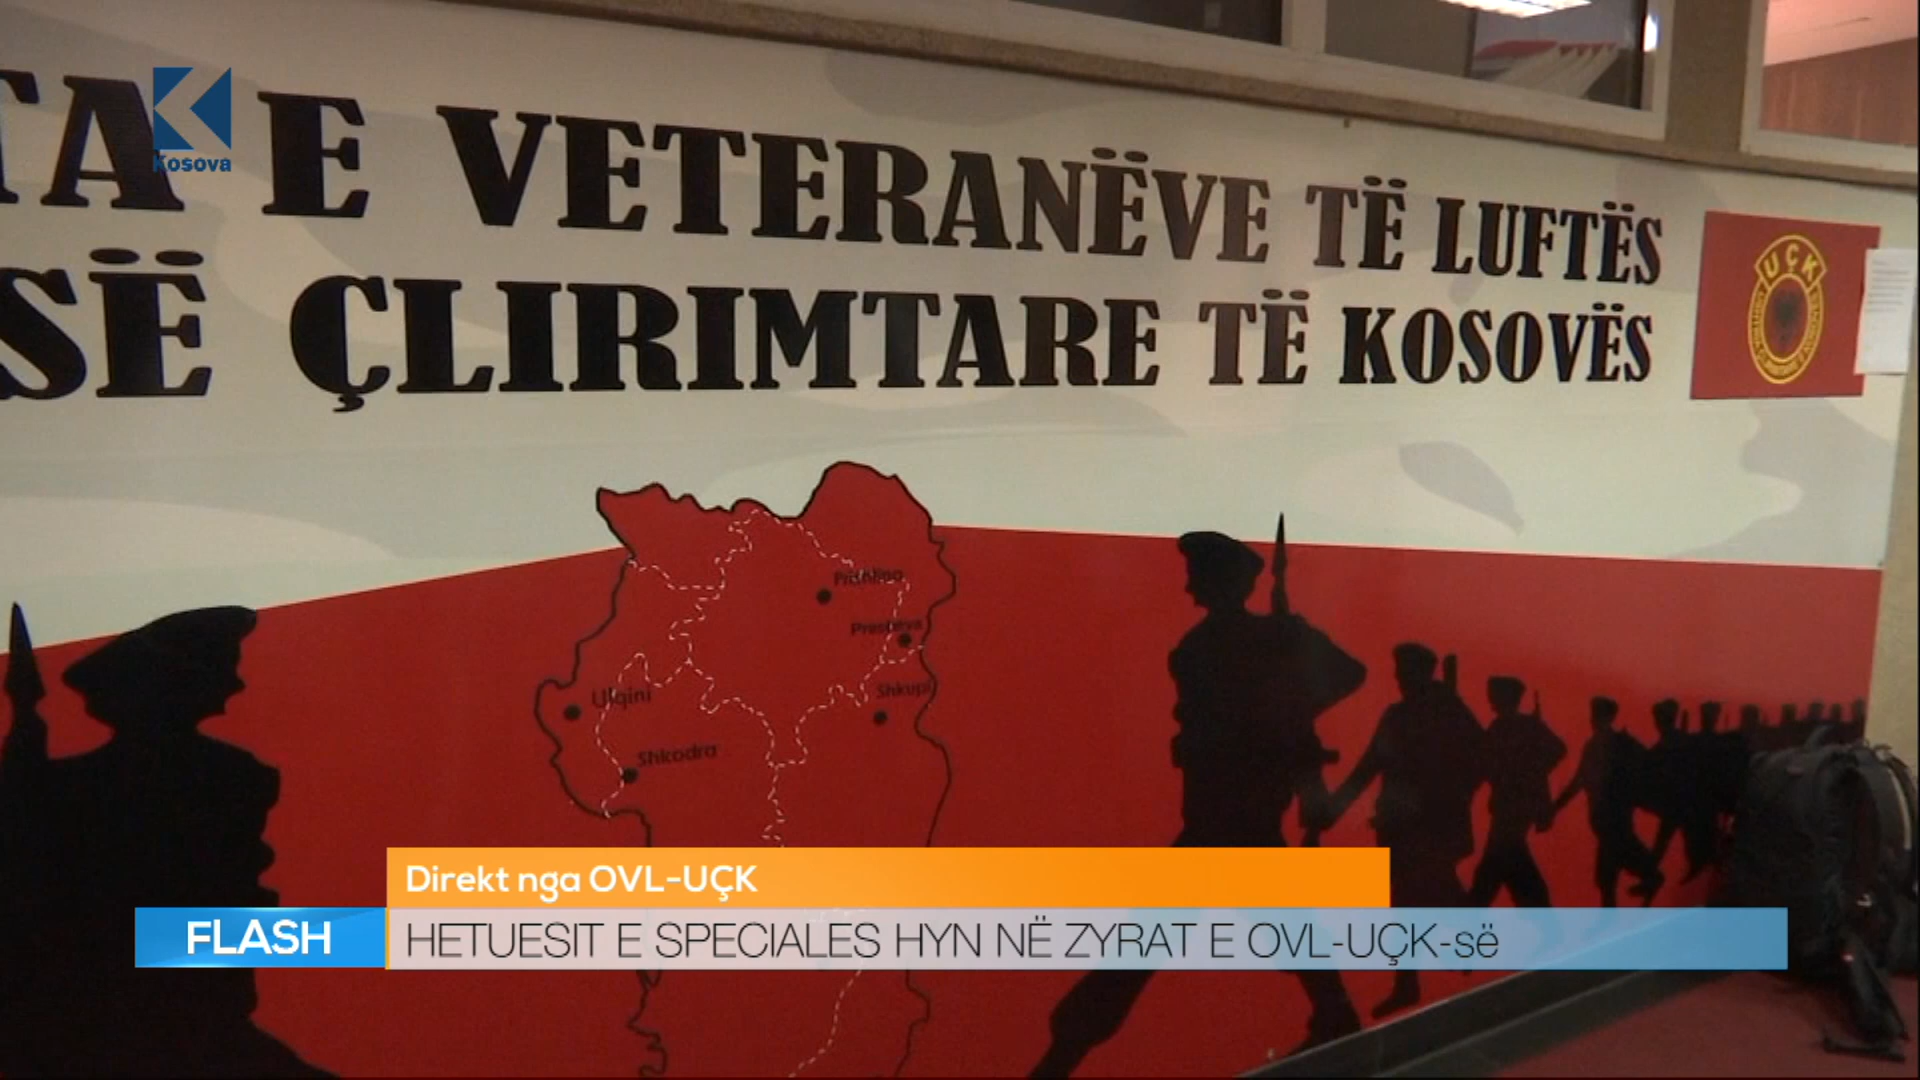 Kosova
TA E VETERANËVE TË LUFTËS
SË ÇLIRIMTARE TË KOSOVËS
UÇK
Prishtina
Presheva
Shkupi
Ulqini
Shkodra
Direkt nga OVL-UÇK
FLASH
HETUESIT E SPECIALES HYN NË ZYRAT E OVL-UÇK-së